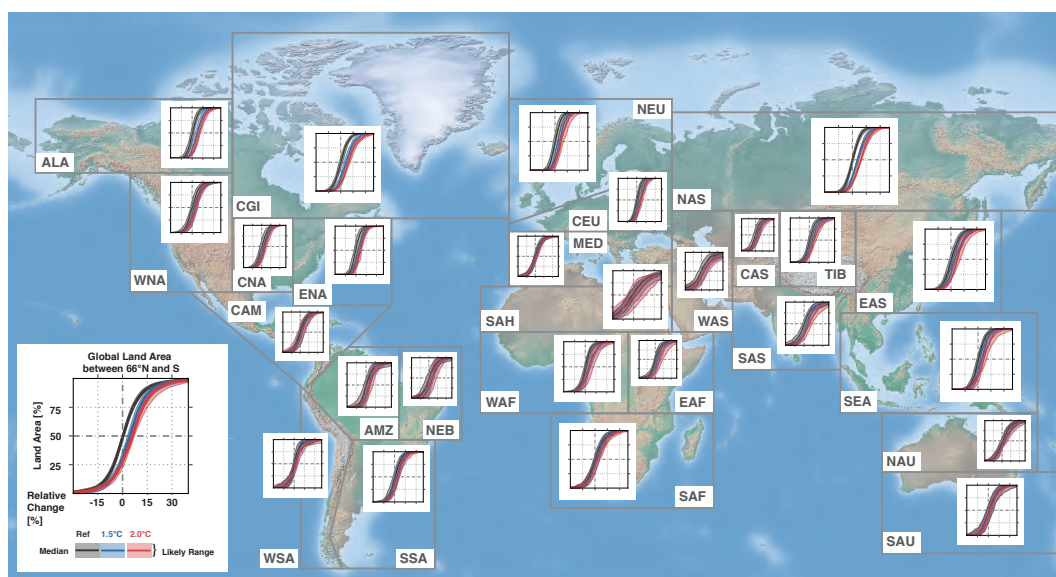 NEU
ALA
CGI
NAS
CEU
MED
WNA
CNA
ENA
CAS
TIB
CAM
EAS
SAH
WAS
SAS
WAF
EAF
SEA
AMZ
NEB
NAU
SAF
SAU
WSA
SSA
Global Land Area
between 66°N and S
Land Area [%]
75
50
25
Relative
Change
[%]
-15 0 15 30
Ref 1.5°C 2.0°C
Median } Likely Range